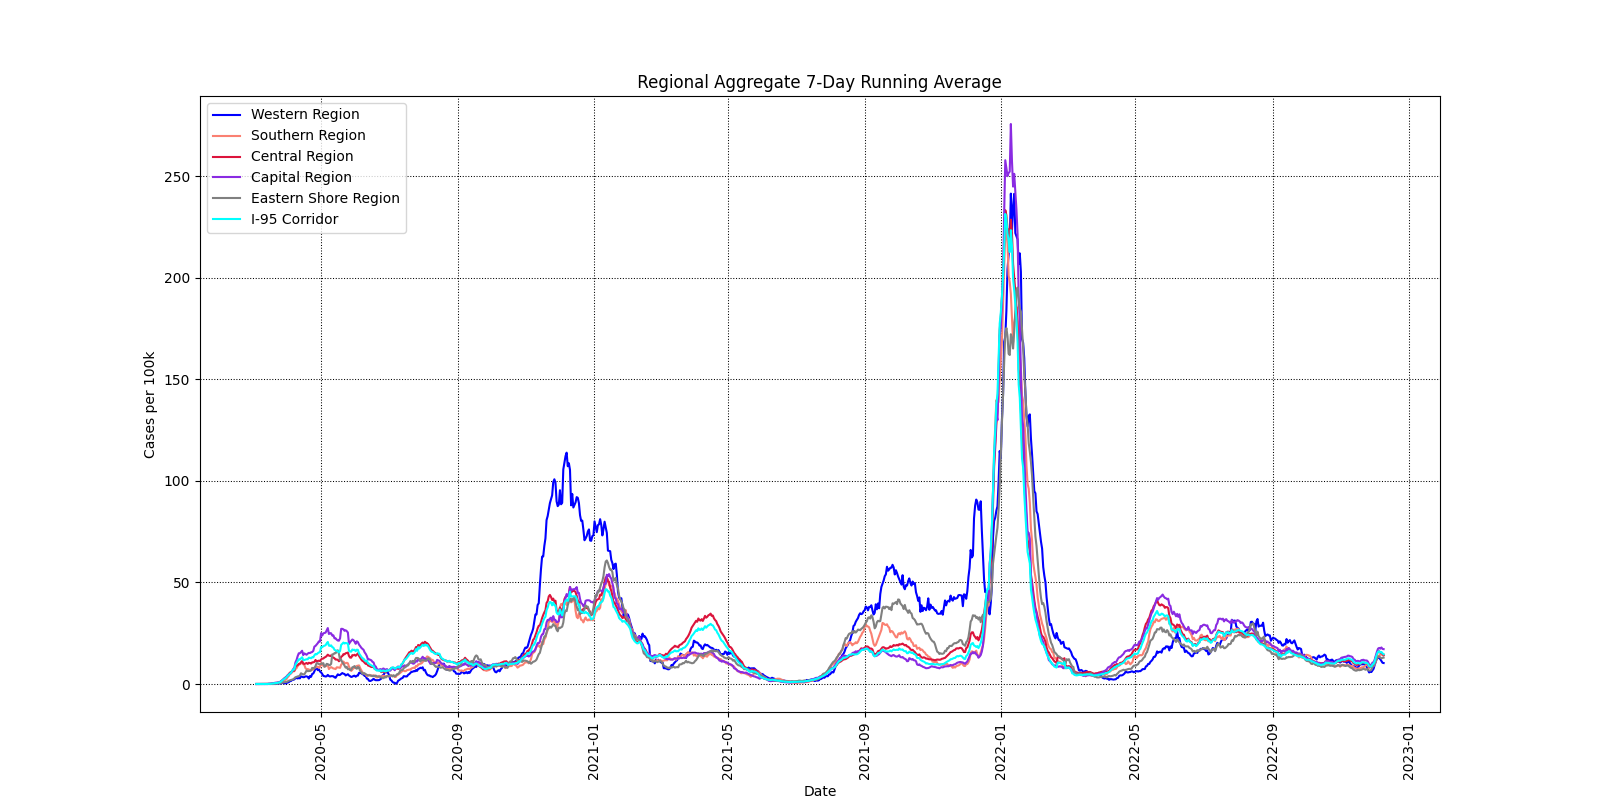 Regional Aggregate 7-Day Running Average
Western Region
Southern Region
Central Region
Capital Region
Eastern Shore Region
I-95 Corridor
Cases per 100k
250
200
150
100
50
0
2020-05
2020-09
2021-01
2021-05
2021-09
2022-01
2022-05
2022-09
2023-01
Date